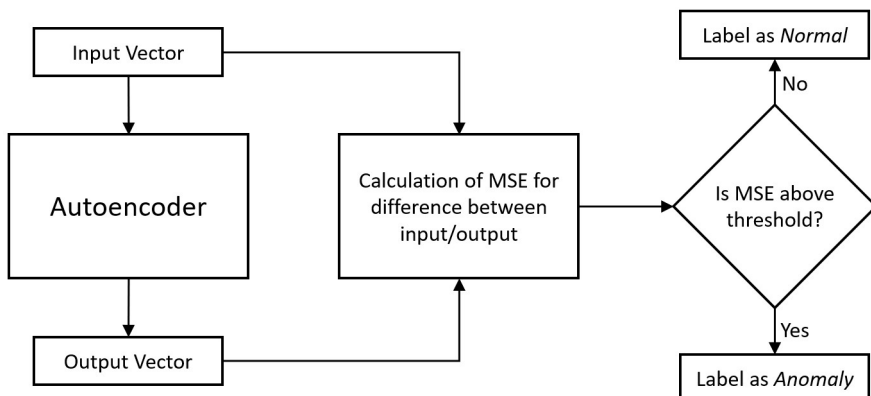 Input Vector
Autoencoder
Output Vector
Calculation of MSE for
difference between
input/output
Label as Normal
No
Is MSE above
threshold?
Yes
Label as Anomaly